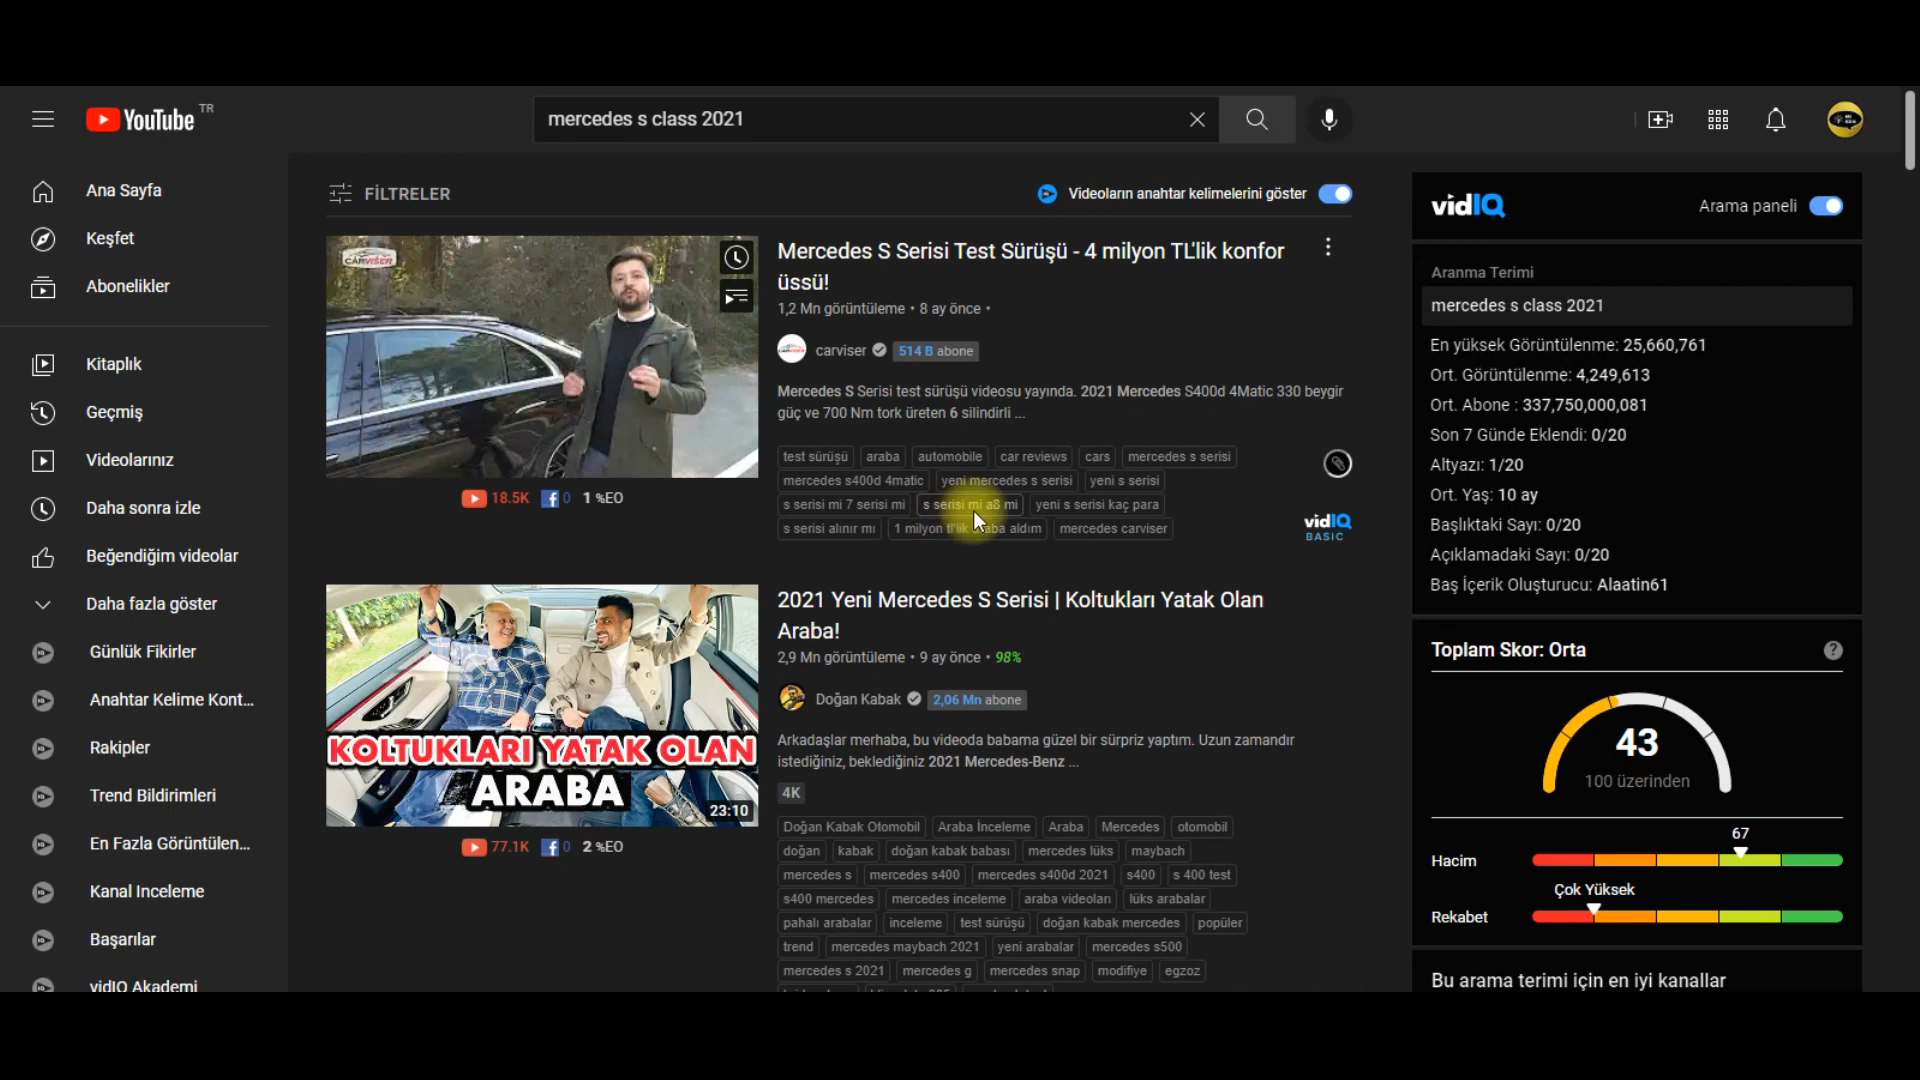 YouTube TR
mercedes s class 2021
Ana Sayfa
Keşfet
Abonelikler
Kitaplık
Geçmiş
Videolarınız
Daha sonra izle
Beğendiğim videolar
Daha fazla göster
Günlük Fikirler
Anahtar Kelime Kont...
Rakipler
Trend Bildirimleri
En Fazla Görüntülen...
Kanal Inceleme
Başarılar
vidIQ Akademi
FİLTRELER
Videoların anahtar kelimelerini göster
CARVISER
18.5K 0 1 %EO
Mercedes S Serisi Test Sürüşü - 4 milyon TL'lik konfor
üssü!
1,2 Mn görüntüleme • 8 ay önce •
carviser 514 B abone
Mercedes S Serisi test sürüşü videosu yayında. 2021 Mercedes S400d 4Matic 330 beygir
güç ve 700 Nm tork üreten 6 silindirli ...
test sürüşü araba automobile car reviews cars mercedes s serisi
mercedes s400d 4matic yeni mercedes s serisi yeni s serisi
s serisi mi 7 serisi mi s serisi mi a8 mi yeni s serisi kaç para
s serisi alınır mı 1 milyon tl'lik araba aldım mercedes carviser
vidIQ
BASIC
KOLTUKLARI YATAK OLAN
ARABA
23:10
77.1K 0 2 %EO
2021 Yeni Mercedes S Serisi | Koltukları Yatak Olan
Araba!
2,9 Mn görüntüleme • 9 ay önce • 98%
Doğan Kabak 2,06 Mn abone
Arkadaşlar merhaba, bu videoda babama güzel bir sürpriz yaptım. Uzun zamandır
istediğiniz, beklediğiniz 2021 Mercedes-Benz ...
4K
Doğan Kabak Otomobil Araba İnceleme Araba Mercedes otomobil
doğan kabak doğan kabak babası mercedes lüks maybach
mercedes s mercedes s400 mercedes s400d 2021 s400 s 400 test
s400 mercedes mercedes inceleme araba videoları lüks arabalar
pahalı arabalar inceleme test sürüşü doğan kabak mercedes popüler
trend mercedes maybach 2021 yeni arabalar mercedes s500
mercedes s 2021 mercedes g mercedes snap modifiye egzoz
vidIQ
Arama paneli
Aranma Terimi
mercedes s class 2021
En yüksek Görüntülenme: 25,660,761
Ort. Görüntülenme: 4,249,613
Ort. Abone : 337,750,000,081
Son 7 Günde Eklendi: 0/20
Altyazı: 1/20
Ort. Yaş: 10 ay
Başlıktaki Sayı: 0/20
Açıklamadaki Sayı: 0/20
Baş İçerik Oluşturucu: Alaatin61
Toplam Skor: Orta
43
100 üzerinden
67
Hacim
Çok Yüksek
Rekabet
Bu arama terimi için en iyi kanallar